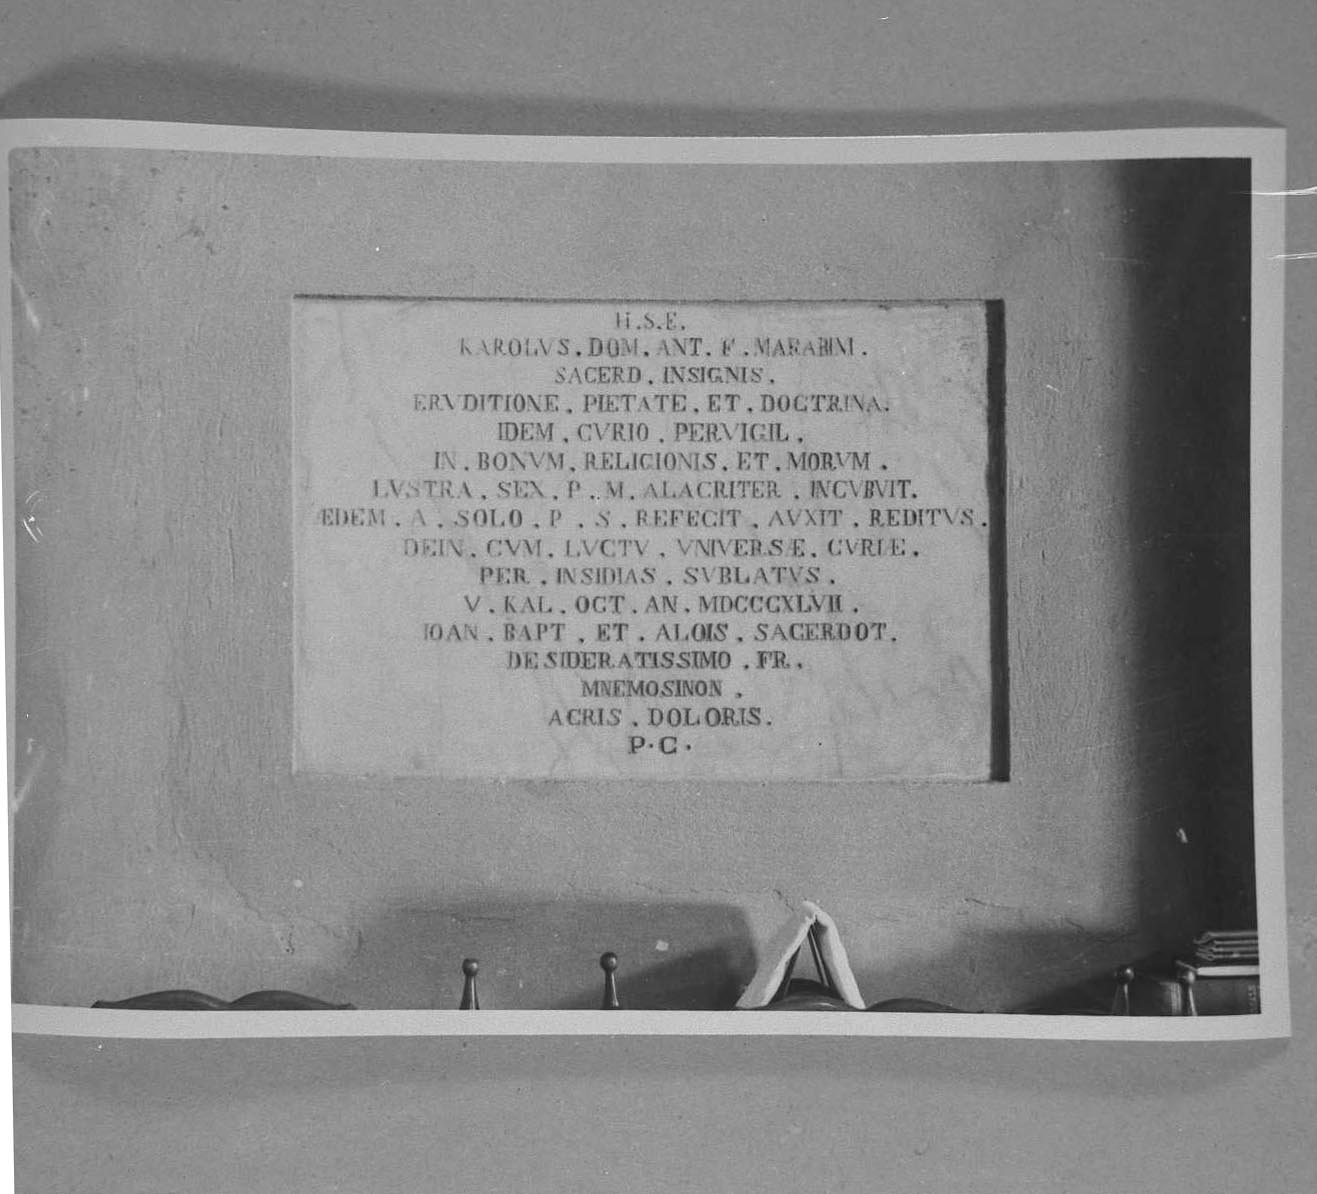 H.S.E.
KAROLVS.DOM.ANT.F.MARABINI.
SACERD.INSIGNIS.
ERVDITIONE.PIETATE.ET.DOCTRINA.
IDEM.CVRIO.PERVIGIL.
IN.BONVM.RELIGIONIS.ET.MORVM.
LVSTRA.SEX.P.M.ALACRITER.INCVBVIT.
ÆDEM.A.SOLO.P.S.REFECIT.AVXIT.REDITVS.
DEIN.CVM.LVCTV.VNIVERSÆ.CVRIÆ.
PER.INSIDIAS.SVBLATVS.
V.KAL.OCT.AN.MDCCCXLVII.
IOAN.BAPT.ET.ALOIS.SACERDOT.
DESIDERATISSIMO.FR.
MNEMOSINON.
ACRIS.DOLORIS.
P·C·